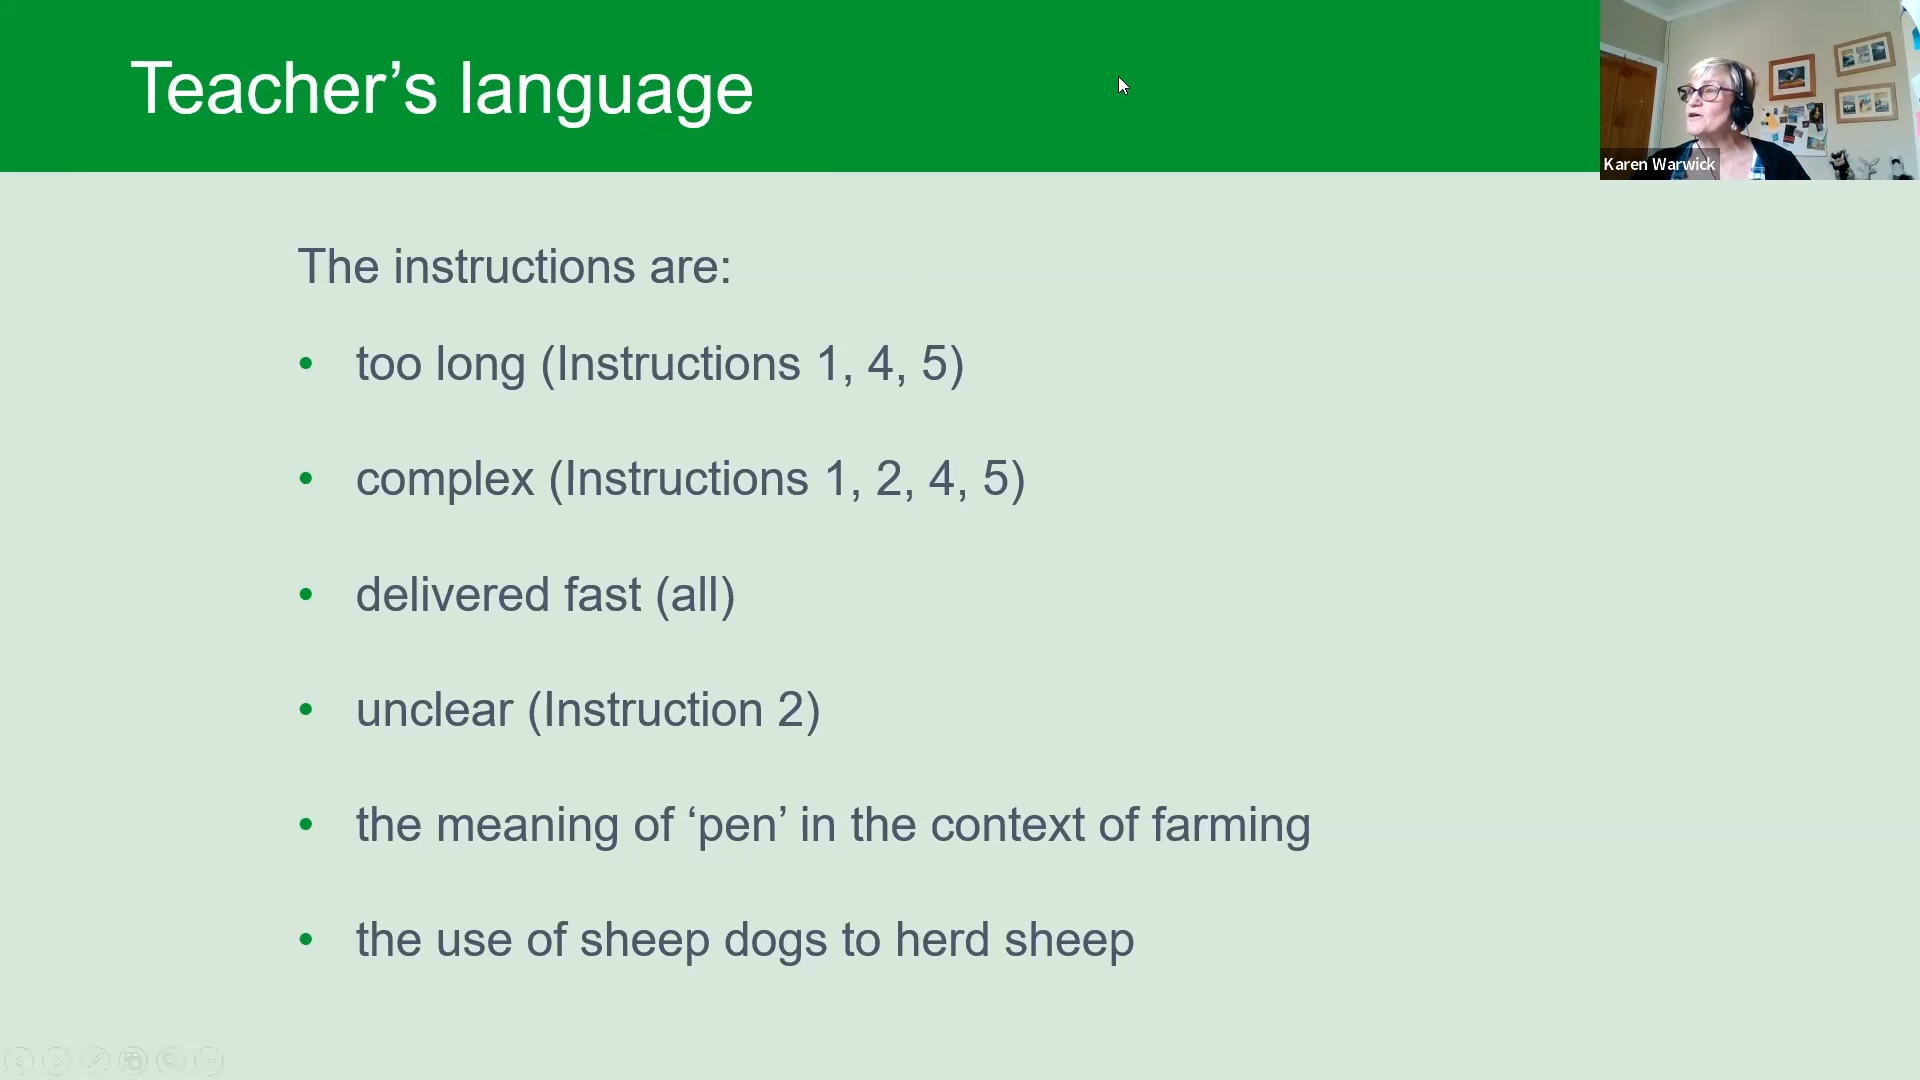 Teacher’s language
Karen Warwick
The instructions are:
• too long (Instructions 1, 4, 5)
• complex (Instructions 1, 2, 4, 5)
• delivered fast (all)
• unclear (Instruction 2)
• the meaning of ‘pen’ in the context of farming
• the use of sheep dogs to herd sheep